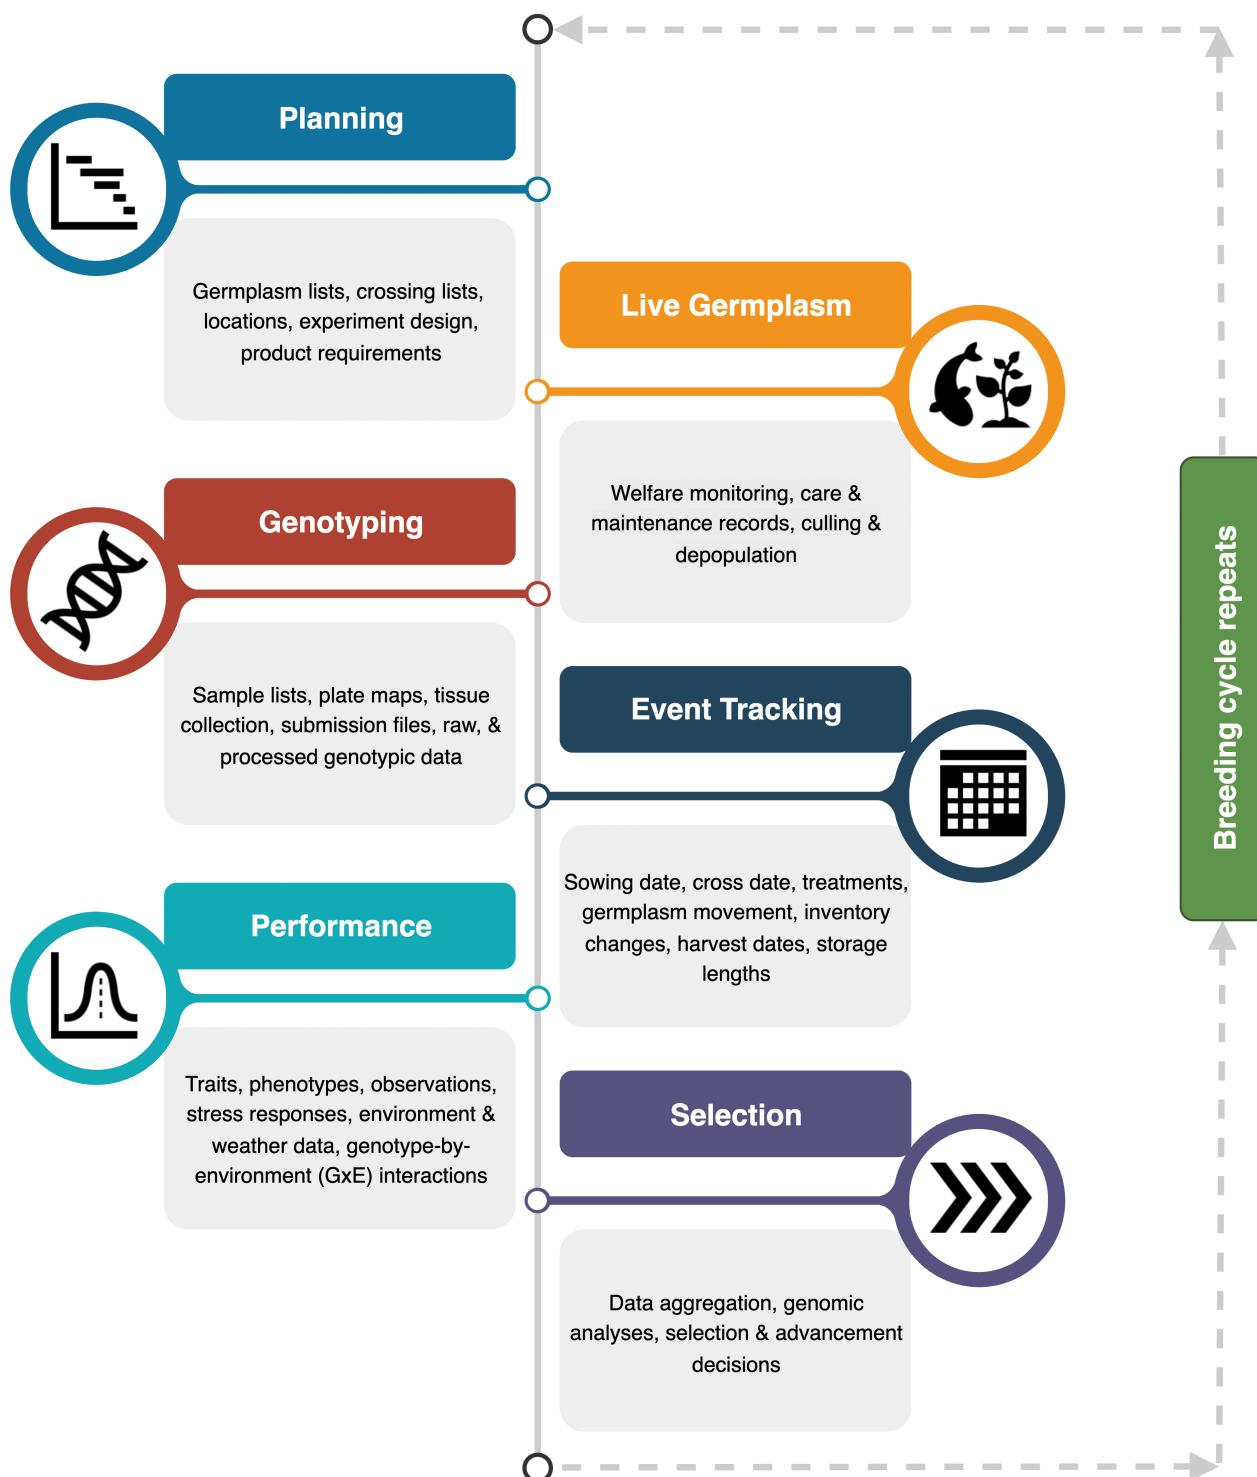 Planning
Germplasm lists, crossing lists,
locations, experiment design,
product requirements
Live Germplasm
Welfare monitoring, care &
maintenance records, culling &
depopulation
Genotyping
Sample lists, plate maps, tissue
collection, submission files, raw, &
processed genotypic data
Event Tracking
Sowing date, cross date, treatments,
germplasm movement, inventory
changes, harvest dates, storage
lengths
Performance
Traits, phenotypes, observations,
stress responses, environment &
weather data, genotype-by-
environment (GxE) interactions
Selection
Data aggregation, genomic
analyses, selection & advancement
decisions
Breeding cycle repeats